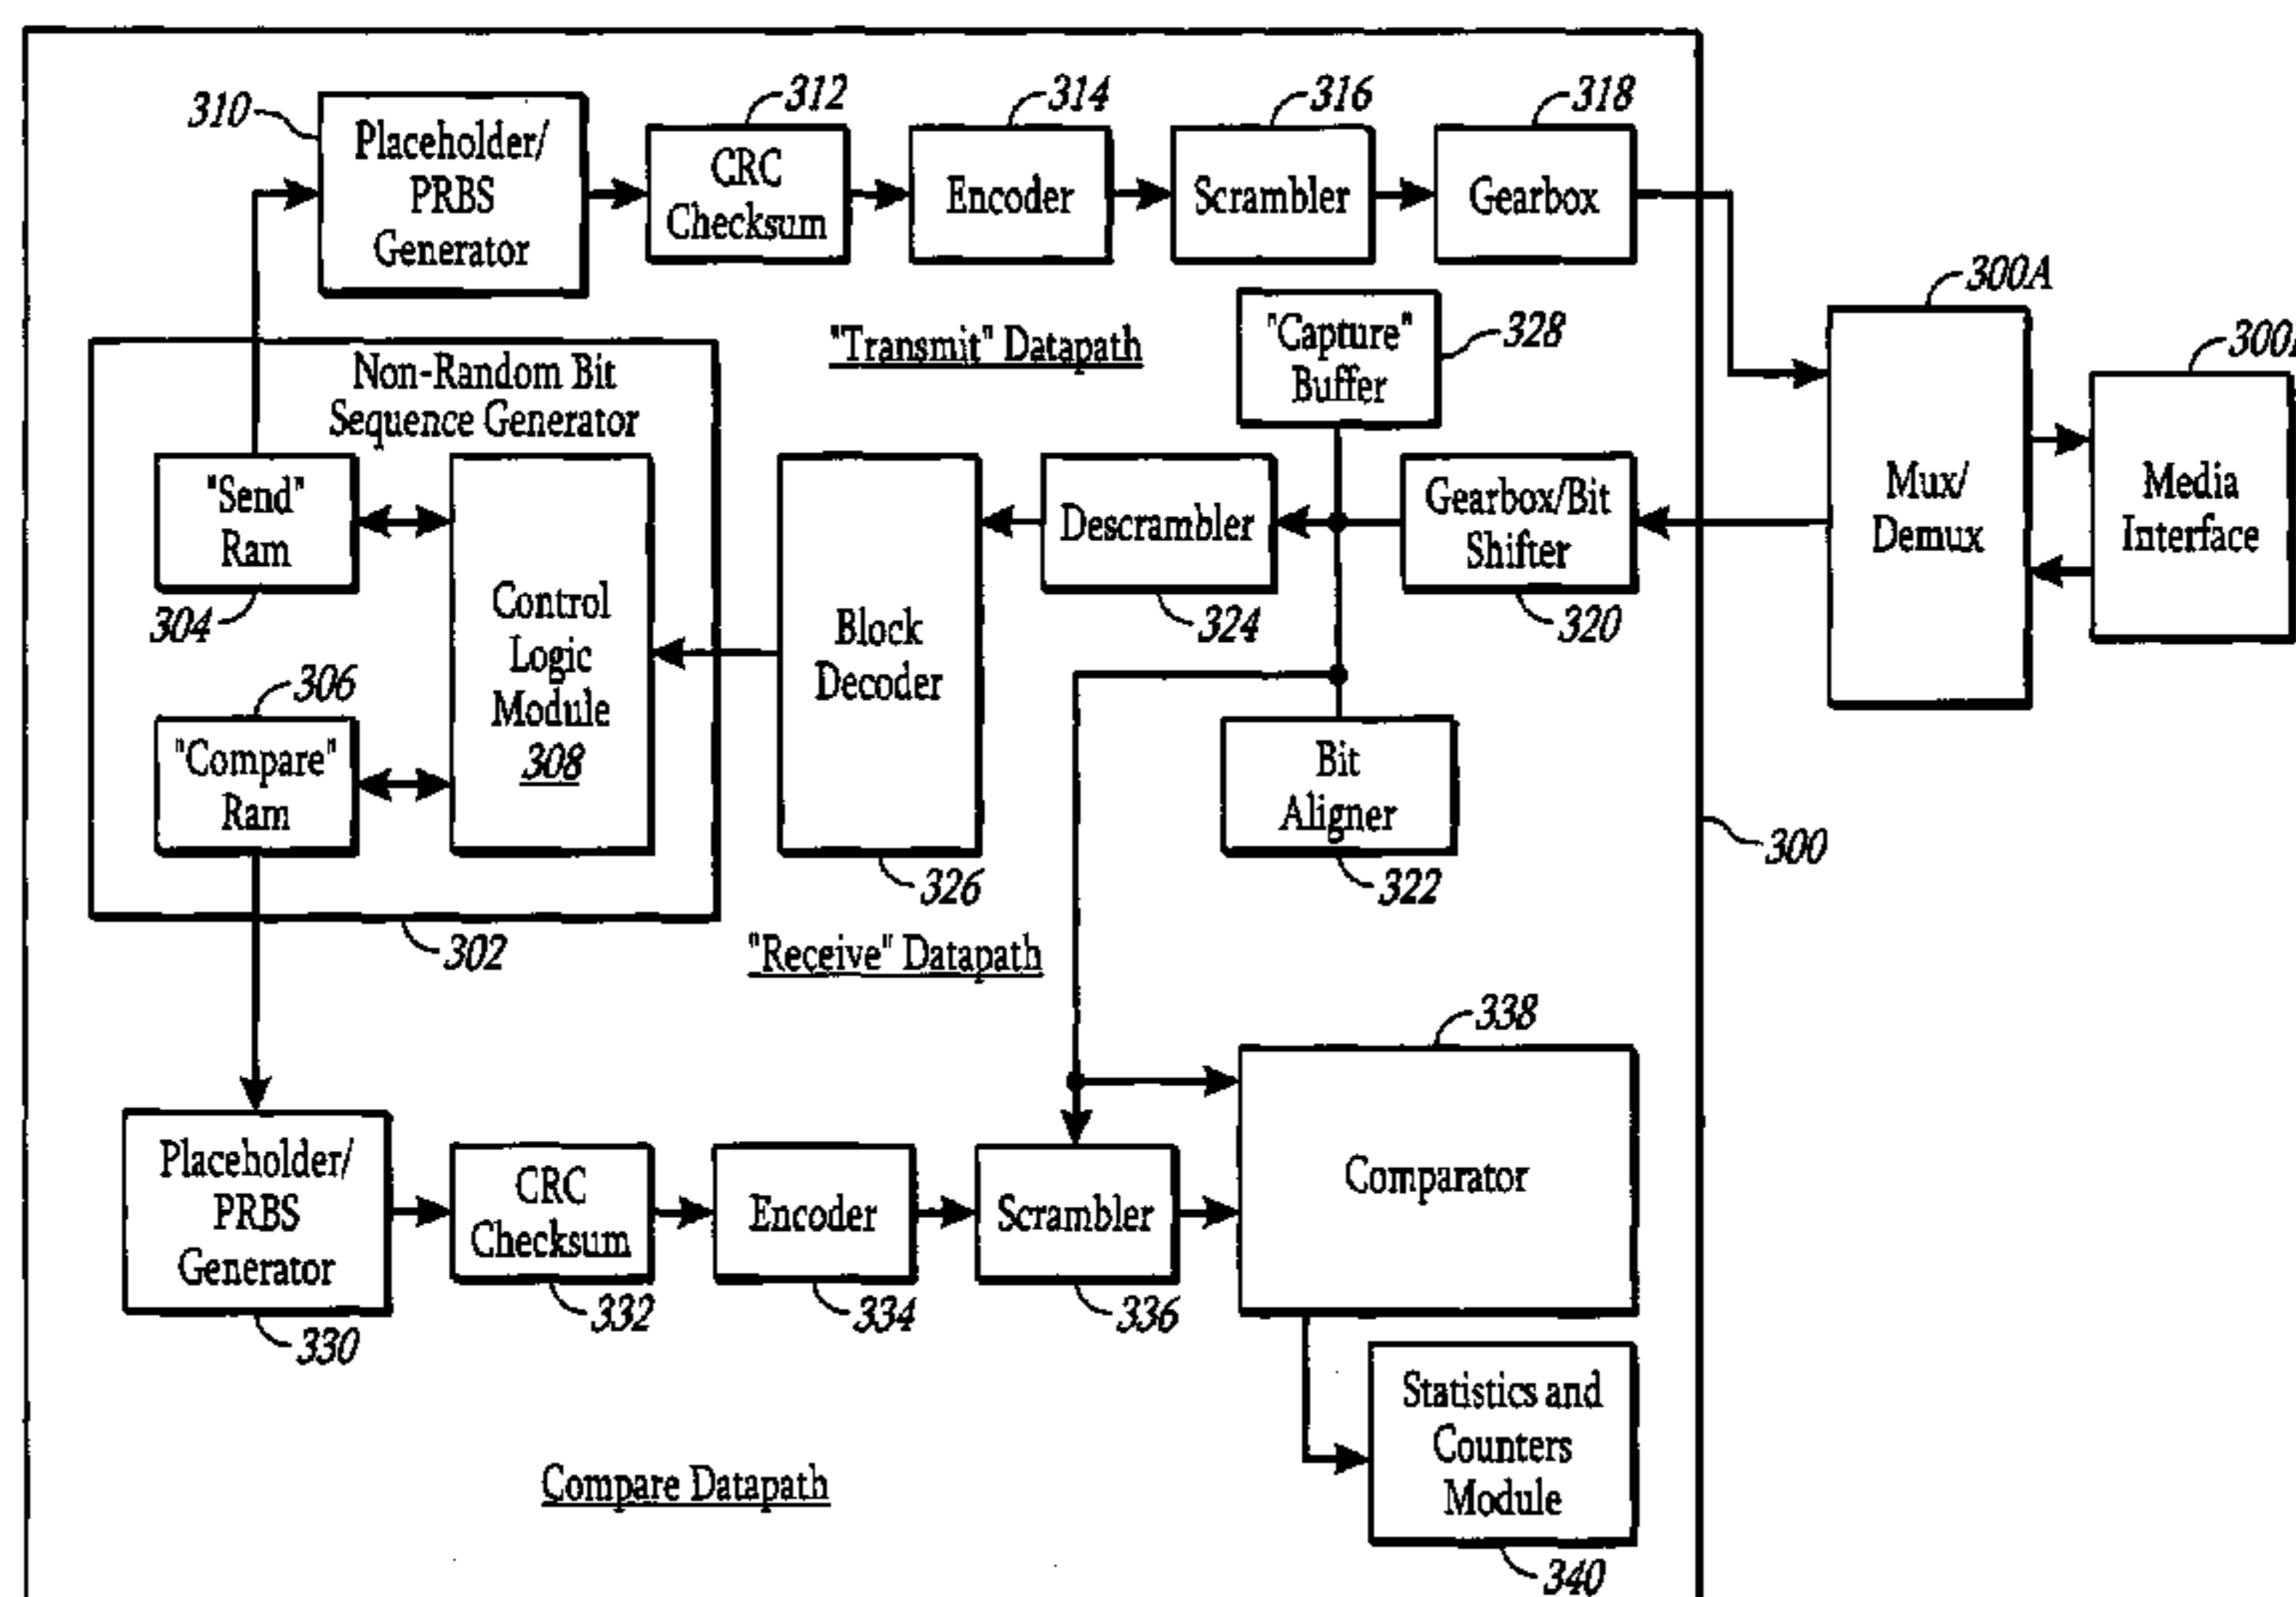 310
Placeholder/
PRBS
Generator
312
CRC
Checksum
314
Encoder
316
Scrambler
318
Gearbox
300A
Mux/
Demux
Media
Interface
"Transmit" Datapath
"Capture"
Buffer
328
Non-Random Bit
Sequence Generator
"Send"
Ram
304
Control
Logic
Module
308
306
"Compare"
Ram
302
Block
Decoder
326
Descrambler
324
Gearbox/Bit
Shifter
320
Bit
Aligner
322
300
"Receive" Datapath
Placeholder/
PRBS
Generator
330
CRC
Checksum
332
Encoder
334
Scrambler
336
338
Comparator
Statistics and
Counters
Module
340
Compare Datapath